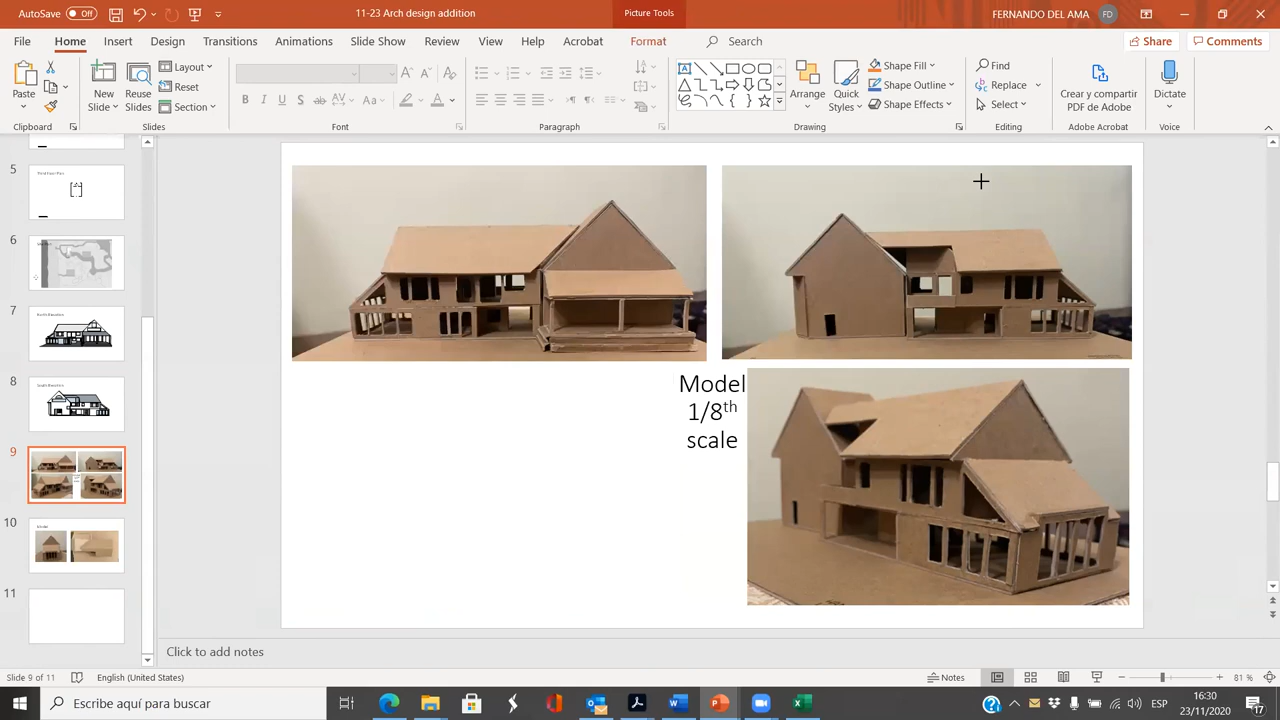 AutoSave Off
11-23 Arch design addition
Picture Tools
FERNANDO DEL AMA FD
File Home Insert Design Transitions Animations Slide Show Review View Help Acrobat Format Search
Share Comments
Paste
New Slide
Reuse Slides
Layout
Reset
Section
B I U S ab AV Aa A
Arrange
Quick Styles
Shape Fill
Shape Outline
Shape Effects
Find
Replace
Select
Crear y compartir PDF de Adobe
Dictate
Clipboard Slides Font Paragraph Drawing Editing Adobe Acrobat Voice
5
6
7
8
9
10
11
Model
1/8th
scale
Click to add notes
Slide 9 of 11
English (United States)
Notes
81 %
Escribe aquí para buscar
ESP
16:30
23/11/2020
17